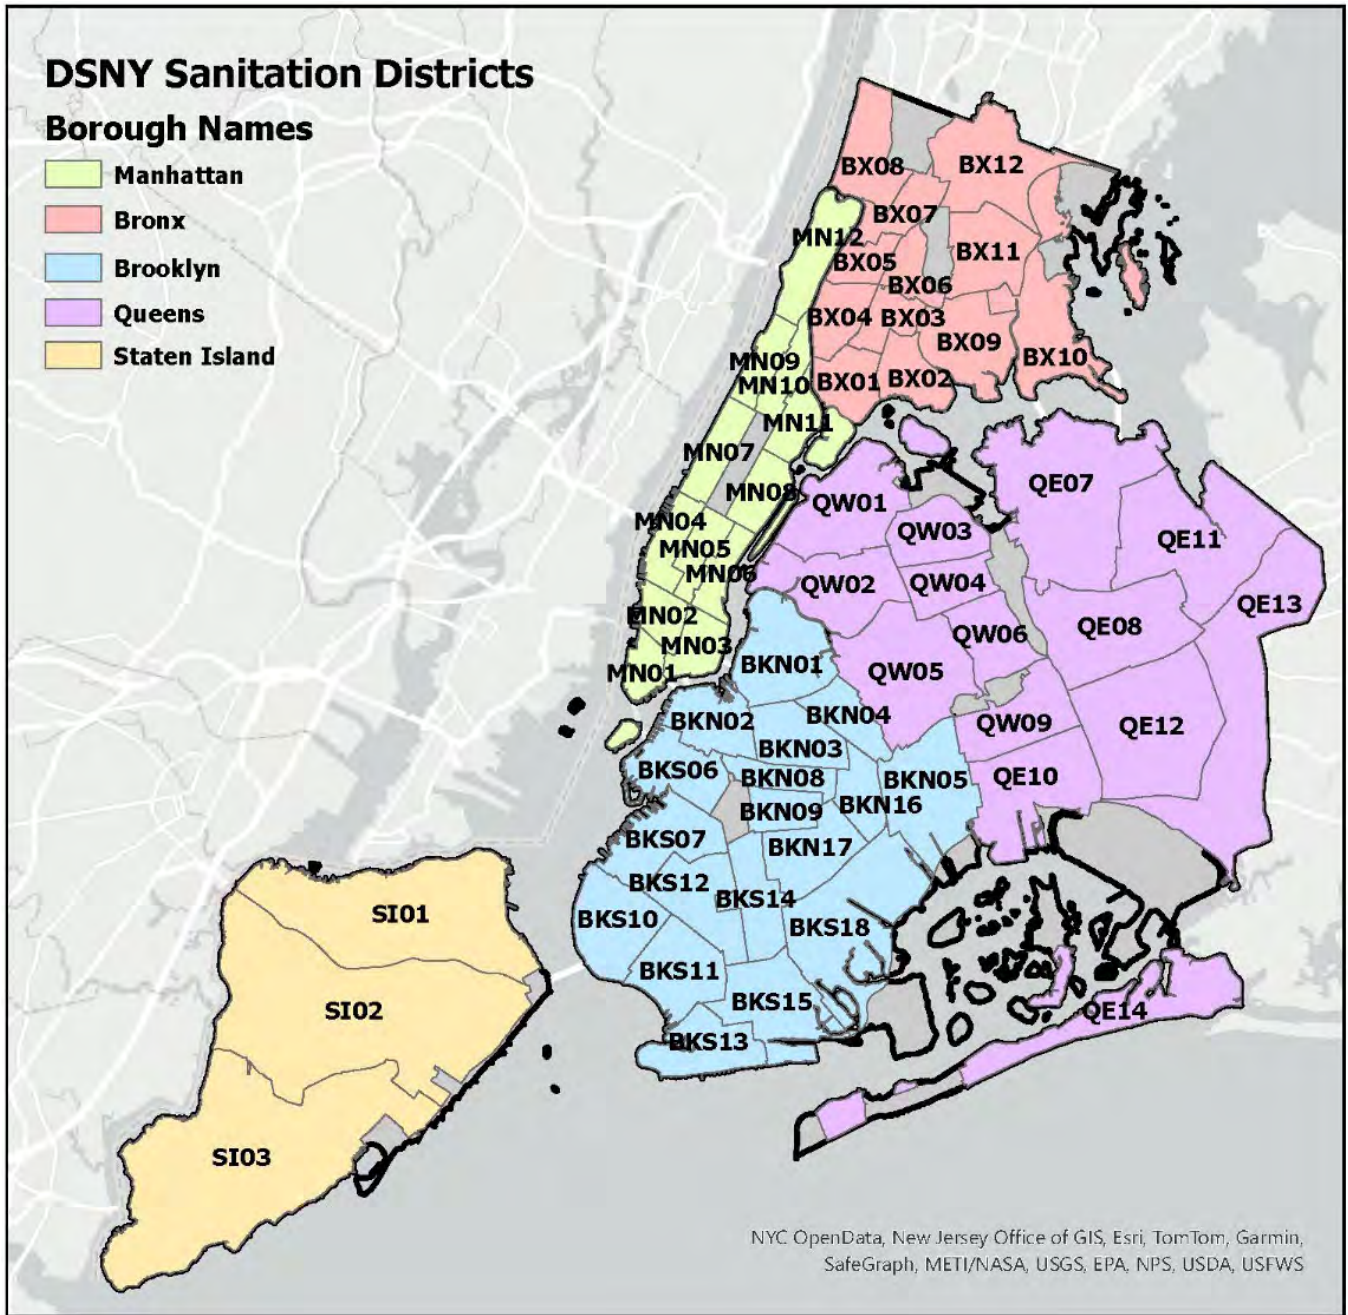 DSNY Sanitation Districts
Borough Names
Manhattan
Bronx
Brooklyn
Queens
Staten Island
BX08
BX12
BX07
MN12
BX11
BX05
BX06
BX04
BX03
BX09
MN09
BX10
MN10
BX01
BX02
MN11
MN07
QE07
MN08
QW01
MN04
QW03
QE11
MN05
MN06
QW02
QW04
QE13
MN02
QE08
QW06
MN03
BKN01
MN01
QW05
BKN04
BKN02
QW09
QE12
BKN03
BKS06
BKN08
BKN05
QE10
BKN16
BKN09
BKS07
BKN17
BKS12
BKS14
SI01
BKS10
BKS18
BKS11
BKS15
SI02
QE14
BKS13
SI03
NYC OpenData, New Jersey Office of GIS, Esri, TomTom, Garmin,
SafeGraph, METI/NASA, USGS, EPA, NPS, USDA, USFWS